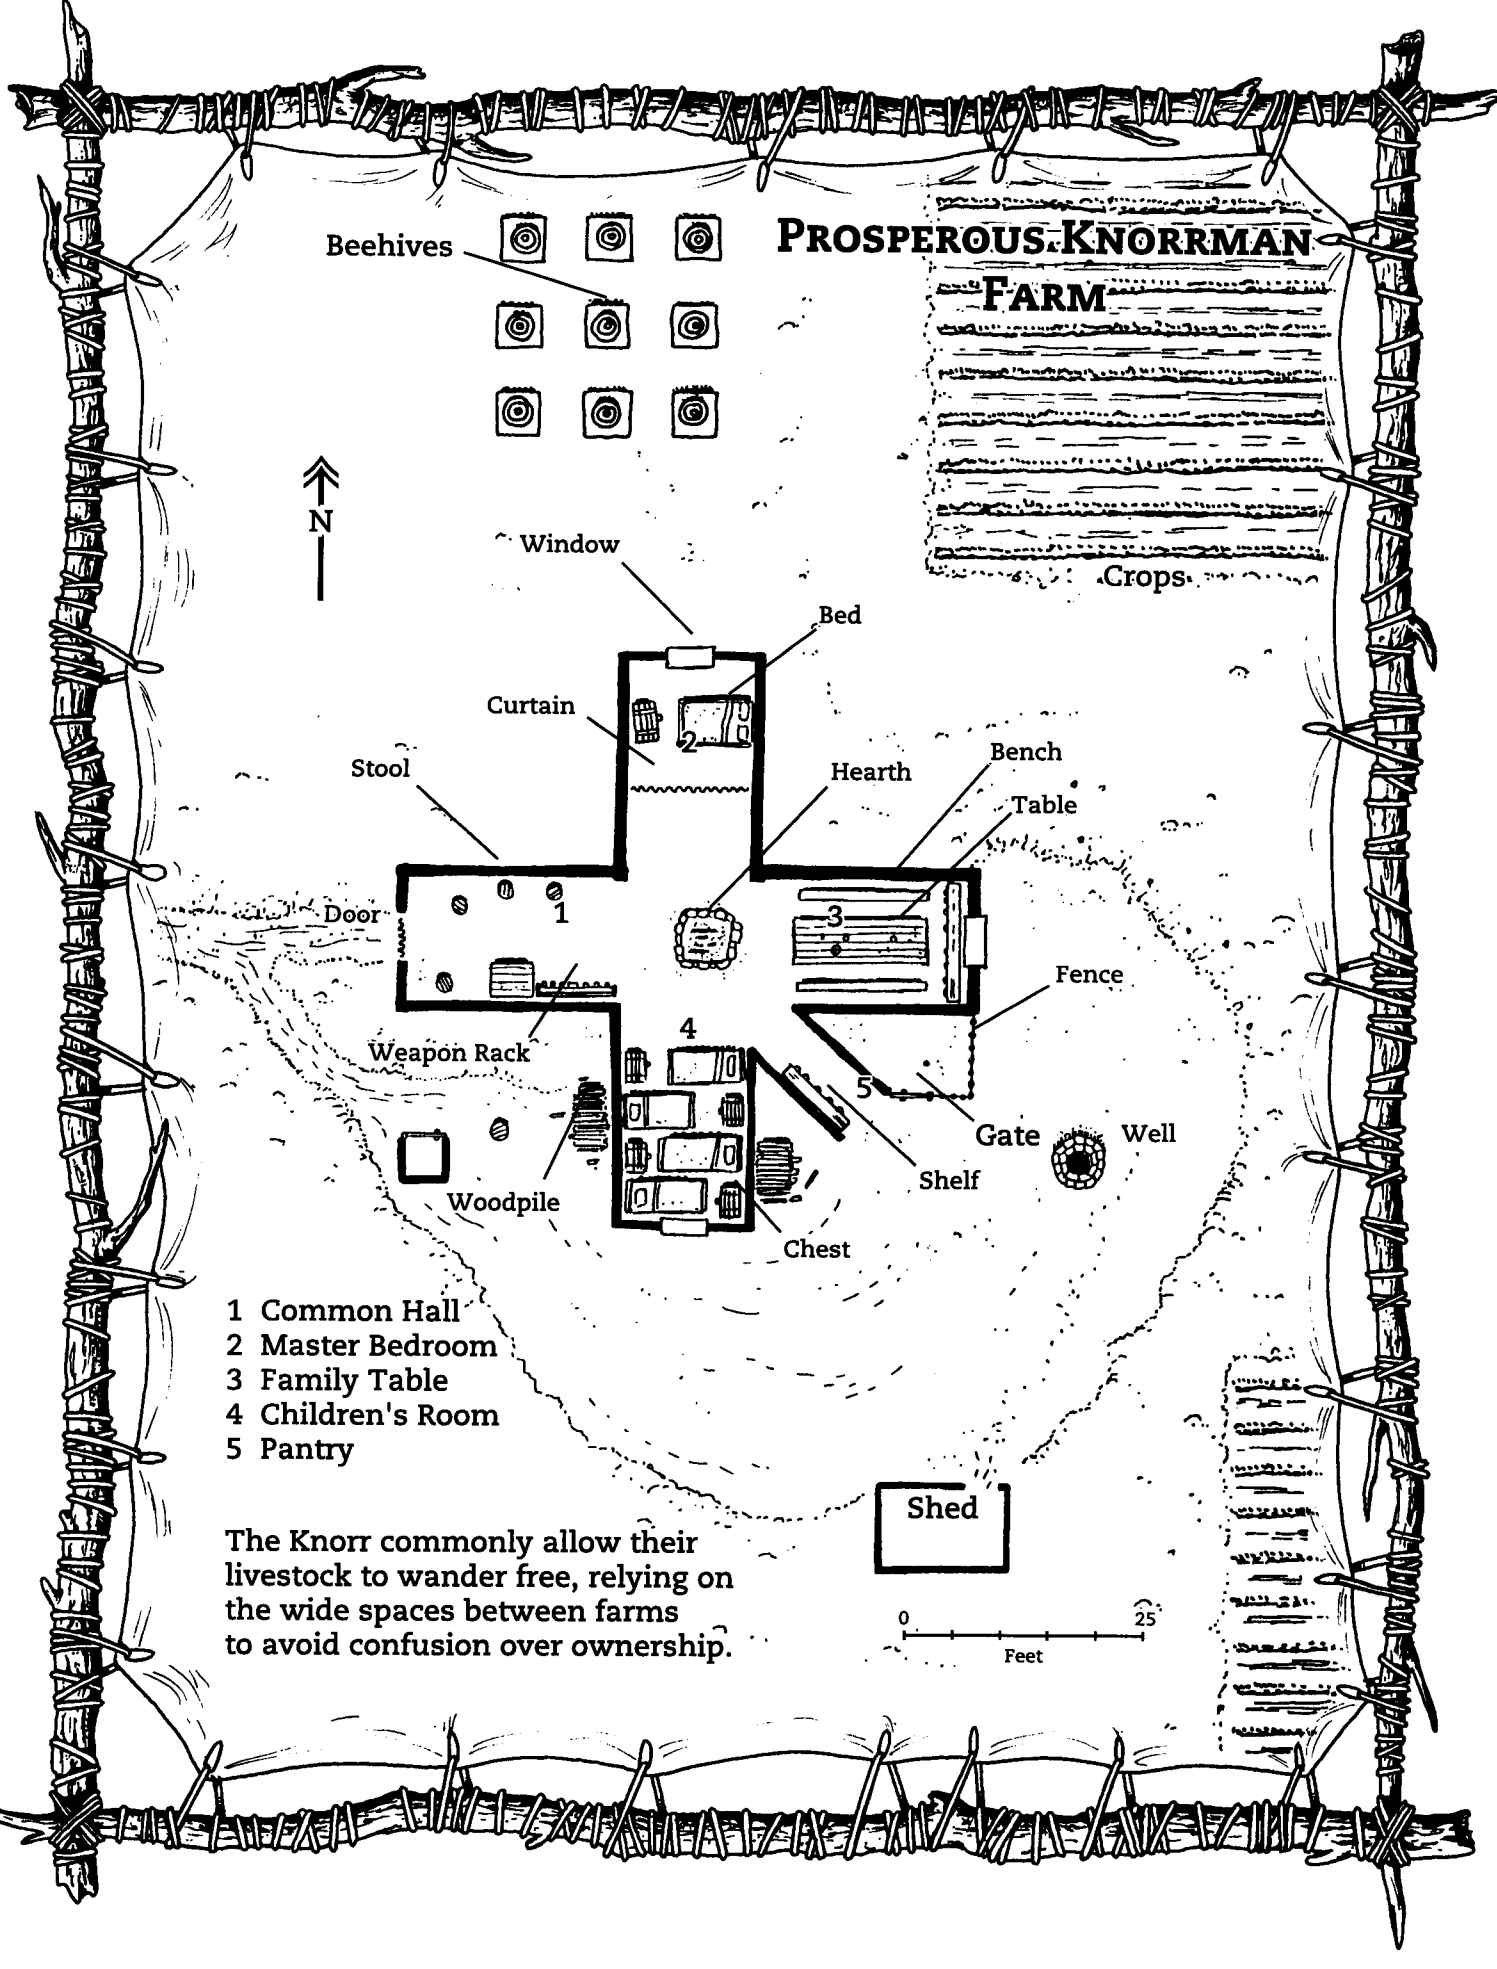 PROSPEROUS KNORRMAN
FARM
Beehives
N
Window
Crops
Bed
Curtain
Stool
Hearth
Bench
Table
2
1
3
Door
Fence
Weapon Rack
4
5
Gate
Well
Shelf
Woodpile
Chest
1 Common Hall
2 Master Bedroom
3 Family Table
4 Children's Room
5 Pantry
Shed
The Knorr commonly allow their
livestock to wander free, relying on
the wide spaces between farms
to avoid confusion over ownership.
0 25
Feet